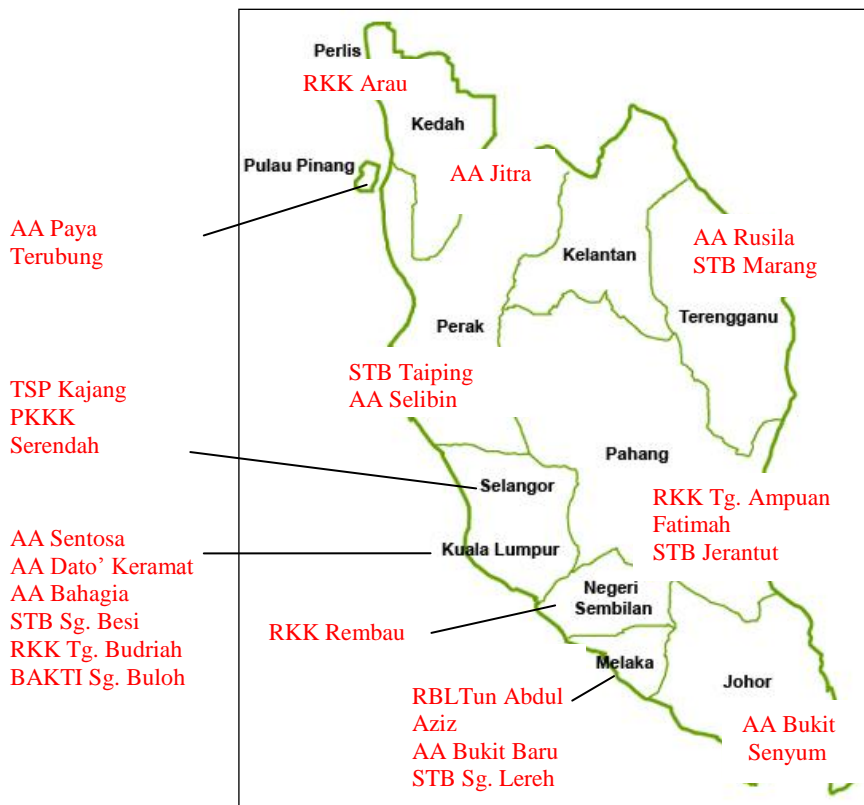 Perlis
RKK Arau
Kedah
Pulau Pinang
AA Jitra
AA Paya
Terubung
Kelantan
AA Rusila
STB Marang
Terengganu
Perak
STB Taiping
AA Selibin
TSP Kajang
PKKK
Serendah
Pahang
Selangor
RKK Tg. Ampuan
Fatimah
STB Jerantut
AA Sentosa
AA Dato’ Keramat
AA Bahagia
STB Sg. Besi
RKK Tg. Budriah
BAKTI Sg. Buloh
Kuala Lumpur
Negeri
Sembilan
RKK Rembau
Melaka
Johor
RBLTun Abdul
Aziz
AA Bukit Baru
STB Sg. Lereh
AA Bukit
Senyum